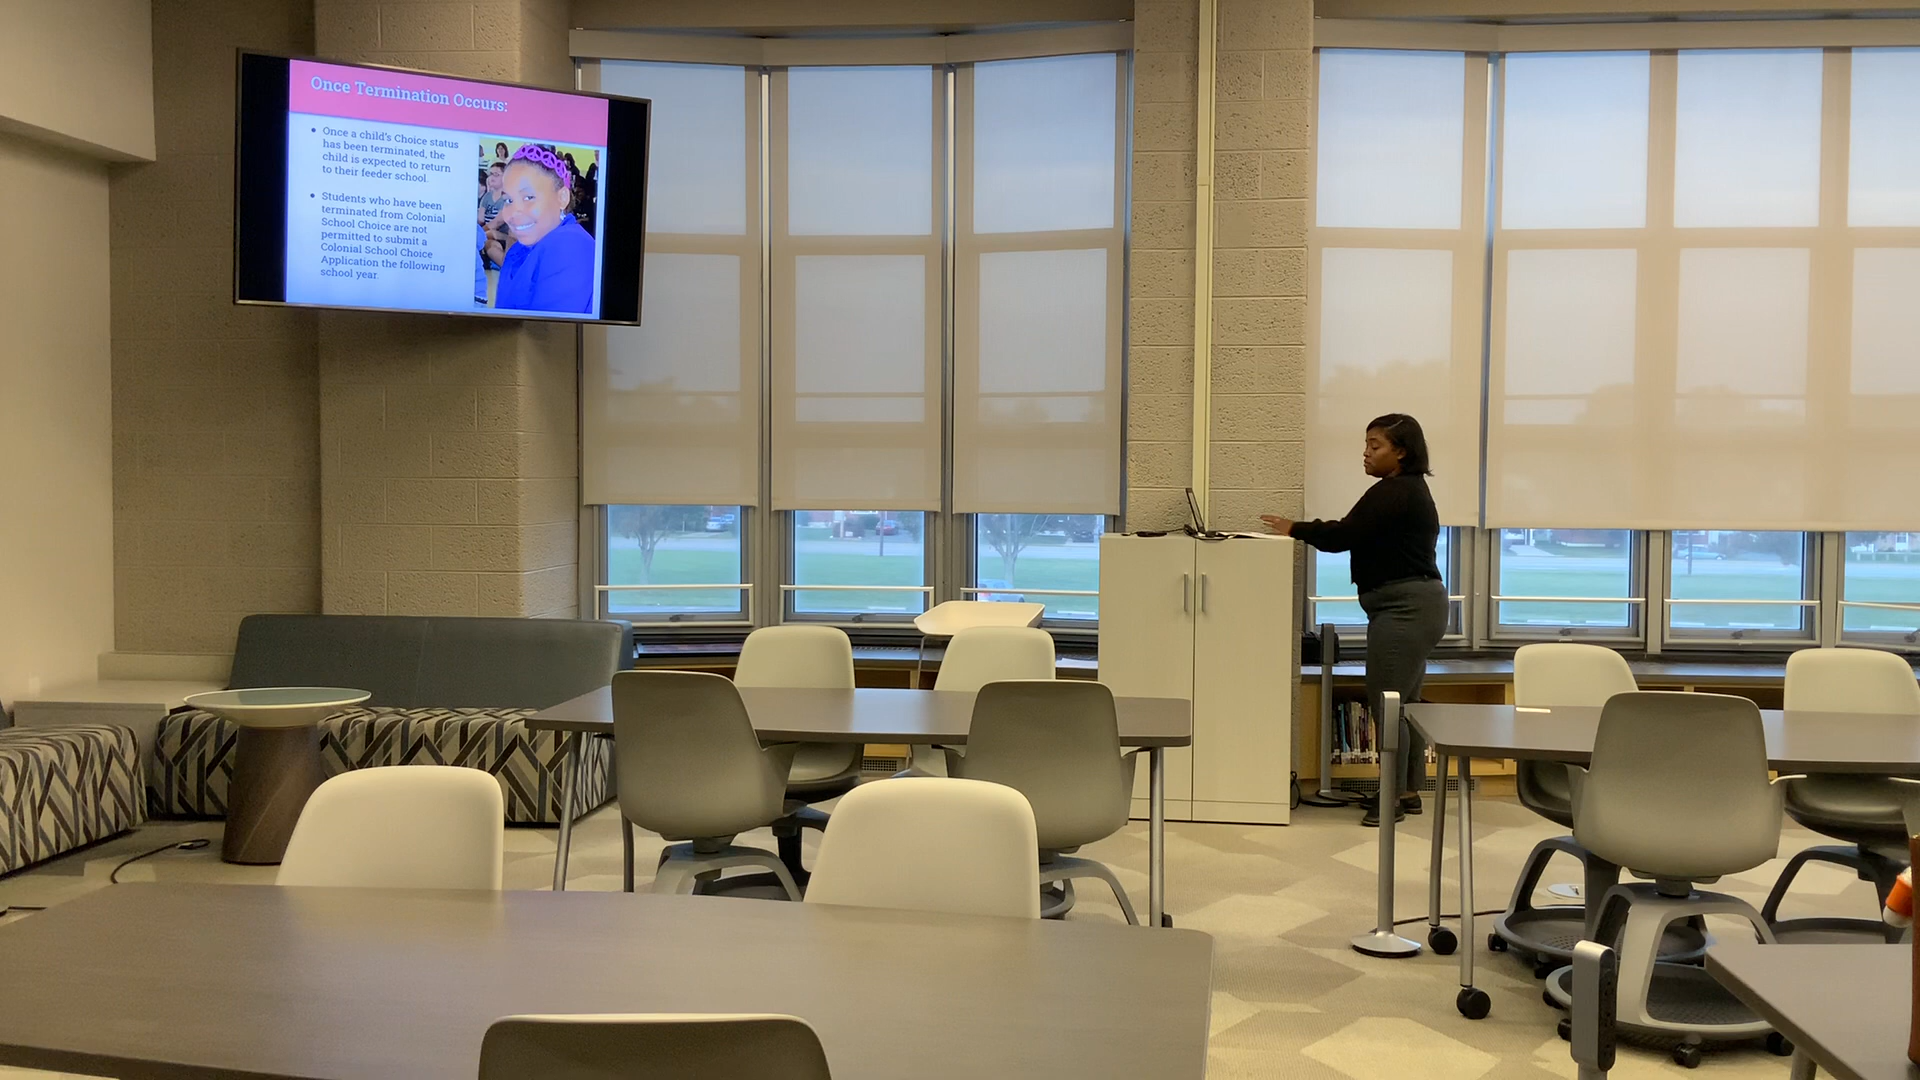 Once Termination Occurs:
• Once a child's Choice status
has been terminated, the
child is expected to return
to their feeder school.
• Students who have been
terminated from Colonial
School Choice are not
permitted to submit a
Colonial School Choice
Application the following
school year.